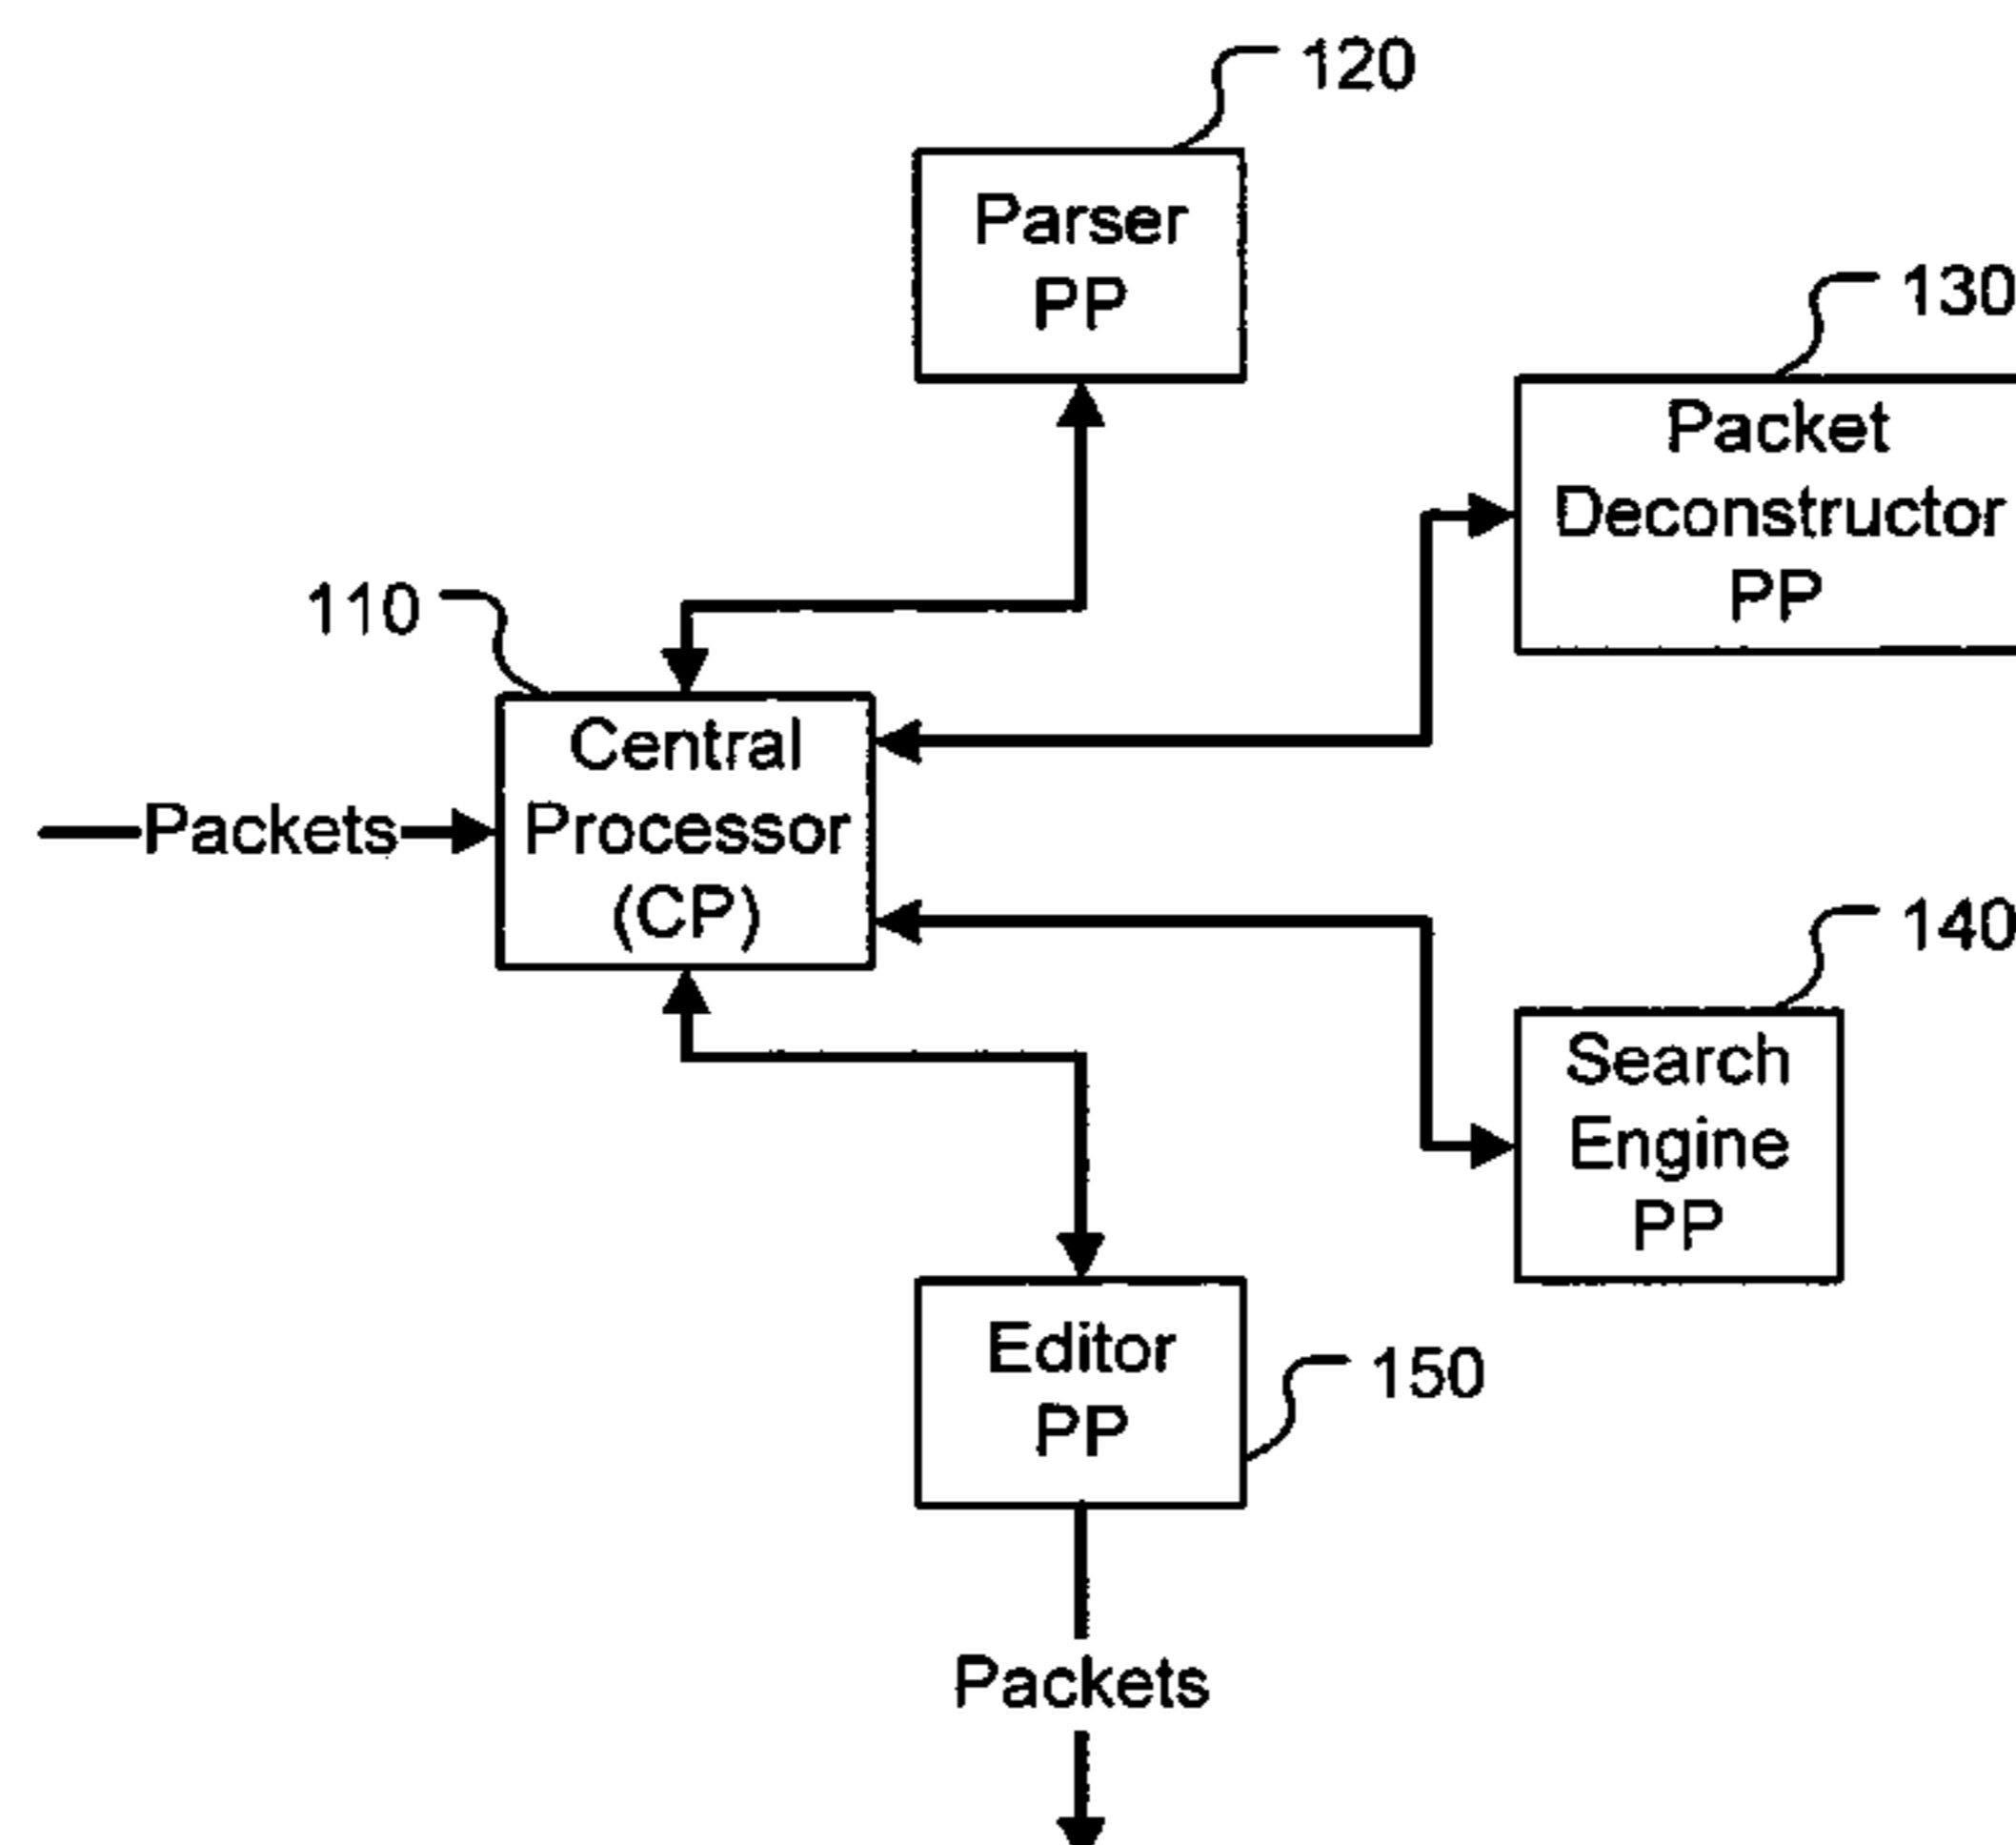 120
Parser
PP
130
Packet
Deconstructor
PP
110
Central
Processor
(CP)
Packets
140
Search
Engine
PP
Editor
PP
150
Packets